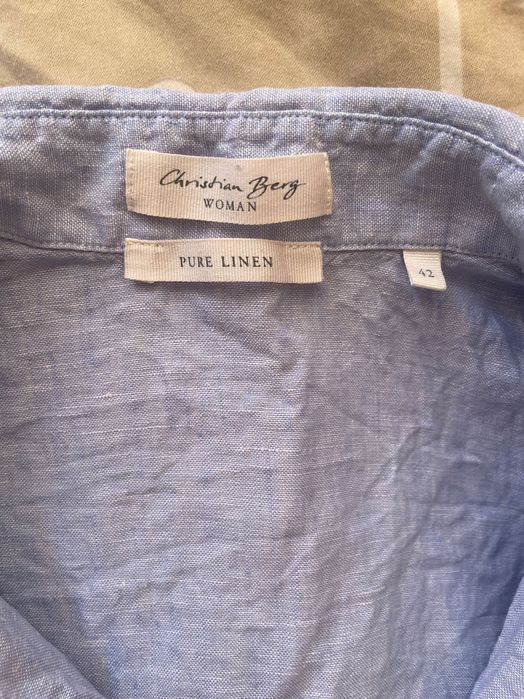 Christian Berg
WOMAN
PURE LINEN
42